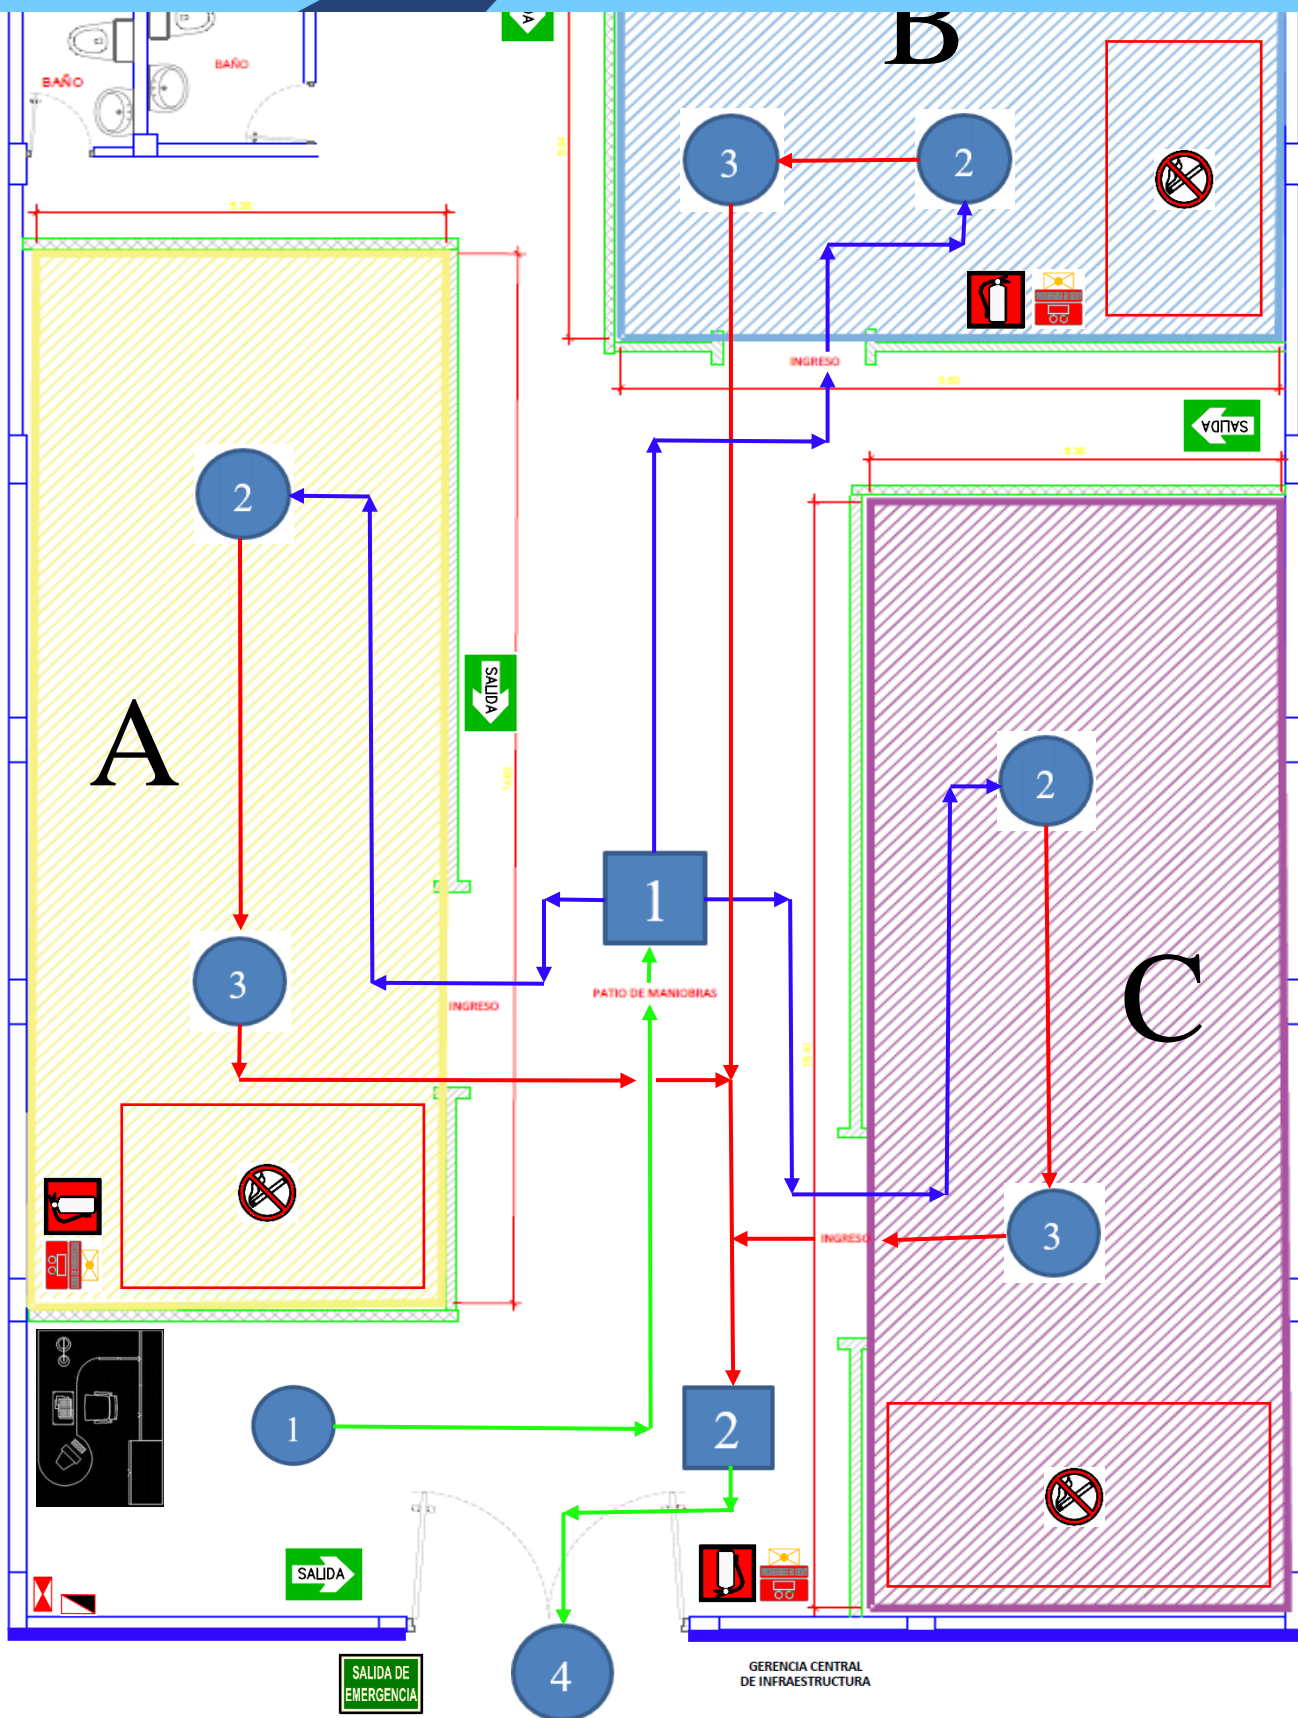 B
BAÑO
BAÑO
3
2
INGRESO
SALIDA
2
A
SALIDA
2
1
C
3
PATIO DE MANIOBRAS
INGRESO
3
INGRESO
1
2
SALIDA
4
SALIDA DE
EMERGENCIA
GERENCIA CENTRAL
DE INFRAESTRUCTURA